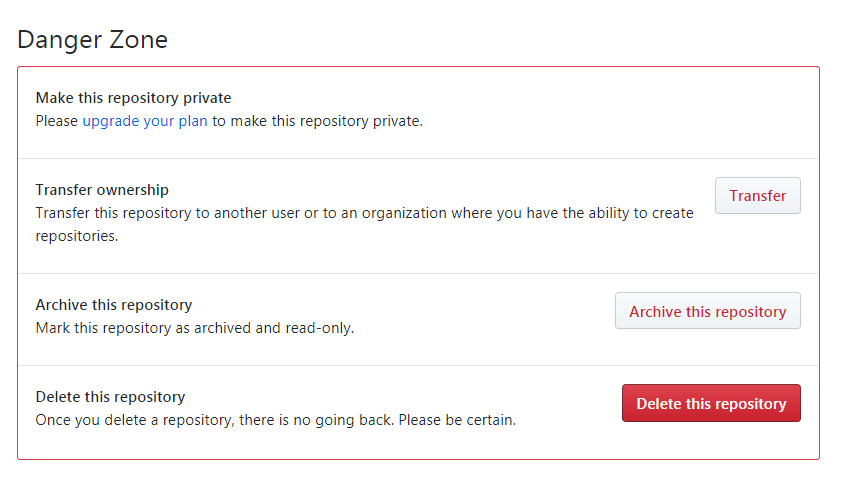 Danger Zone
Make this repository private
Please upgrade your plan to make this repository private.
Transfer ownership
Transfer this repository to another user or to an organization where you have the ability to create
repositories.
Transfer
Archive this repository
Mark this repository as archived and read-only.
Archive this repository
Delete this repository
Once you delete a repository, there is no going back. Please be certain.
Delete this repository